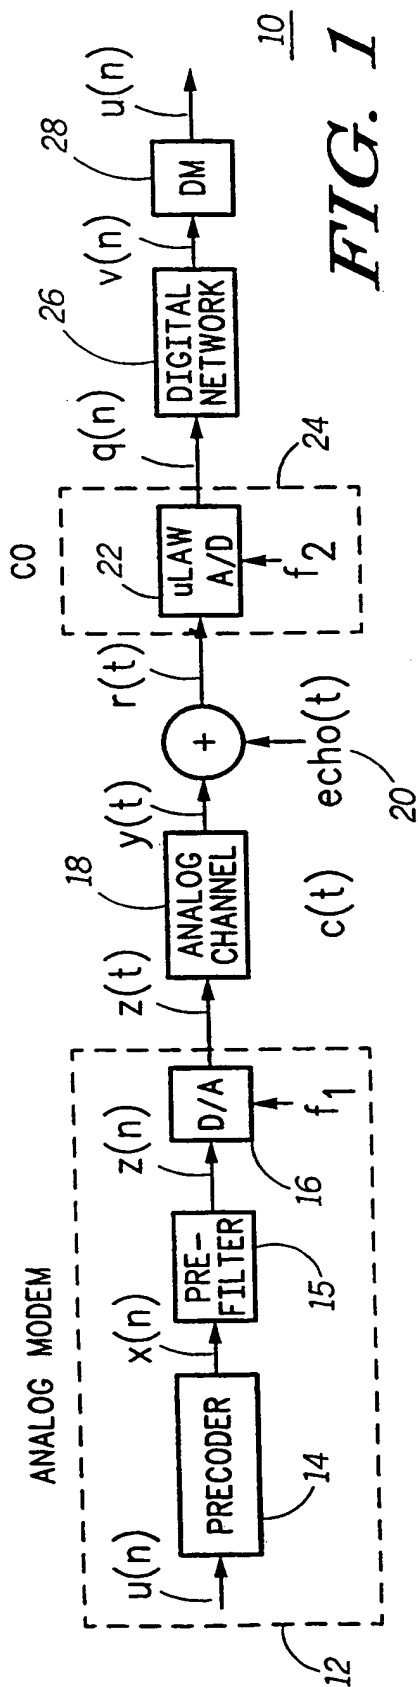 ANALOG MODEM
u(n)
PRECODER
14
x(n)
PRE-
FILTER
15
z(n)
D/A
16
f1
12
z(t)
18
ANALOG
CHANNEL
c(t)
y(t)
+
echo(t)
20
r(t)
CO
22
uLAW
A/D
f2
24
q(n)
26
DIGITAL
NETWORK
v(n)
28
DM
u(n)
10
FIG. 1